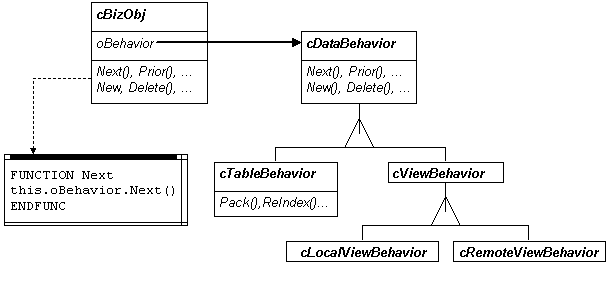 cBizObj
oBehavior
Next(), Prior(), ...
New, Delete(), ...
cDataBehavior
Next(), Prior(), ...
New(), Delete(), ...
FUNCTION Next
this.oBehavior.Next()
ENDFUNC
cTableBehavior
Pack(),ReIndex()...
cViewBehavior
cLocalViewBehavior
cRemoteViewBehavior